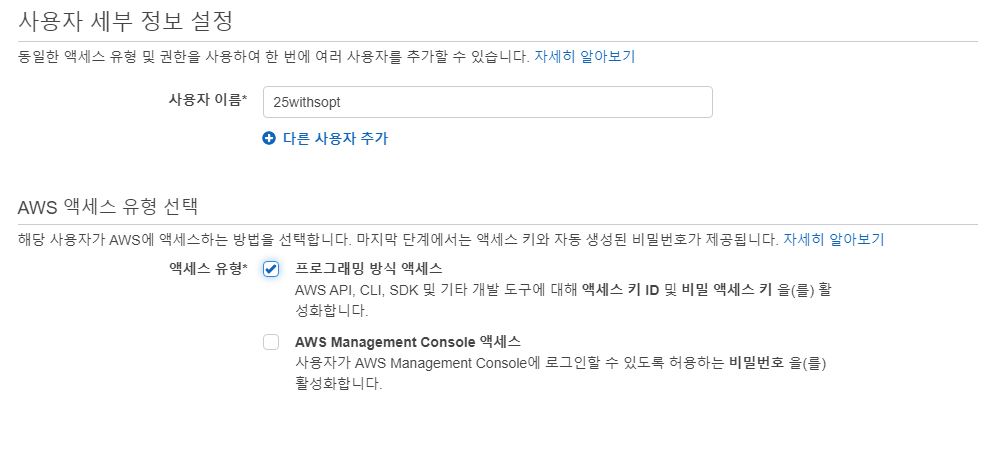 사용자 세부 정보 설정
동일한 액세스 유형 및 권한을 사용하여 한 번에 여러 사용자를 추가할 수 있습니다. 자세히 알아보기
사용자 이름* 25withsopt
다른 사용자 추가
AWS 액세스 유형 선택
해당 사용자가 AWS에 액세스하는 방법을 선택합니다. 마지막 단계에서는 액세스 키와 자동 생성된 비밀번호가 제공됩니다. 자세히 알아보기
액세스 유형* 프로그래밍 방식 액세스
AWS API, CLI, SDK 및 기타 개발 도구에 대해 액세스 키 ID 및 비밀 액세스 키 을(를) 활
성화합니다.
AWS Management Console 액세스
사용자가 AWS Management Console에 로그인할 수 있도록 허용하는 비밀번호 을(를)
활성화합니다.